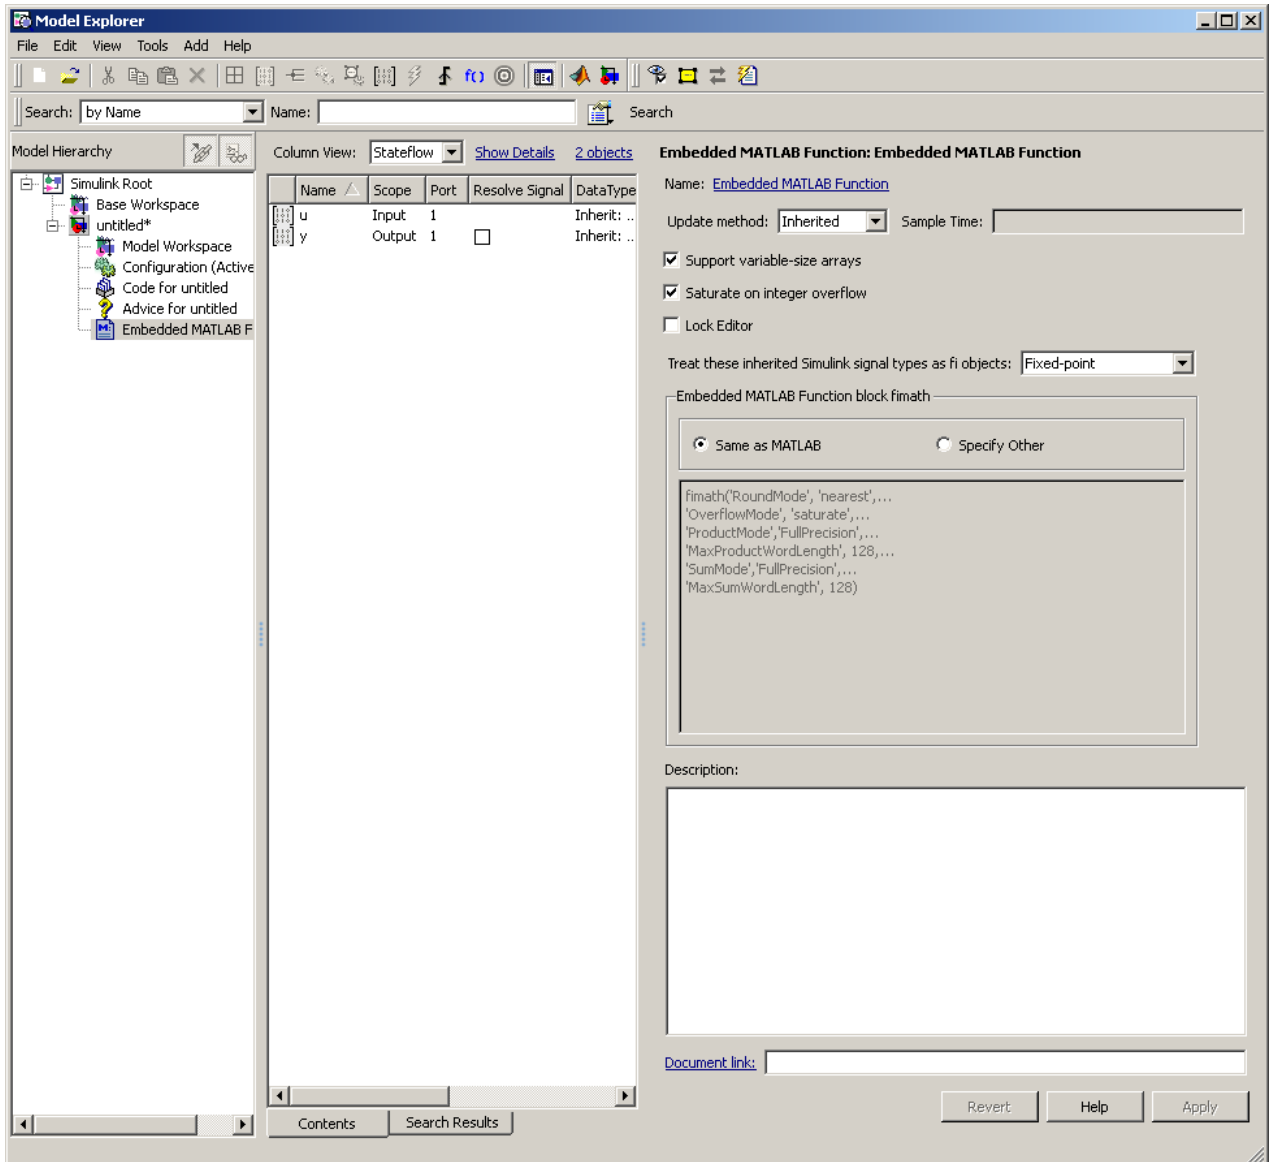 Model Explorer
File Edit View Tools Add Help
f()
Search: by Name Name: Search
Model Hierarchy
Simulink Root
Base Workspace
untitled*
Model Workspace
Configuration (Active
Code for untitled
Advice for untitled
Embedded MATLAB F
Column View: Stateflow Show Details 2 objects
Name Scope Port Resolve Signal DataType
u Input 1 Inherit: ..
y Output 1 Inherit: ..
Contents Search Results
Embedded MATLAB Function: Embedded MATLAB Function
Name: Embedded MATLAB Function
Update method: Inherited Sample Time:
Support variable-size arrays
Saturate on integer overflow
Lock Editor
Treat these inherited Simulink signal types as fi objects: Fixed-point
Embedded MATLAB Function block fimath
Same as MATLAB Specify Other
fimath('RoundMode', 'nearest',...
'OverflowMode', 'saturate',...
'ProductMode','FullPrecision',...
'MaxProductWordLength', 128,...
'SumMode','FullPrecision',...
'MaxSumWordLength', 128)
Description:
Document link:
Revert Help Apply